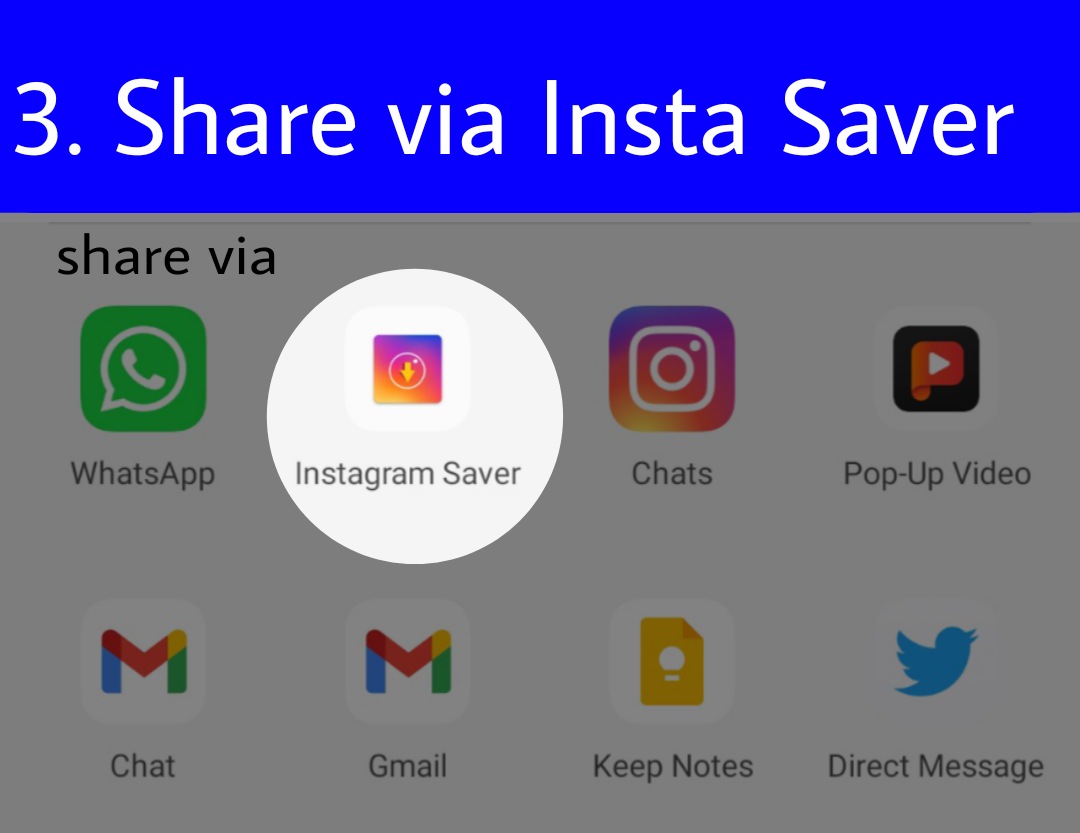 3. Share via Insta Saver
share via
WhatsApp Instagram Saver Chats Pop-Up Video
Chat Gmail Keep Notes Direct Message